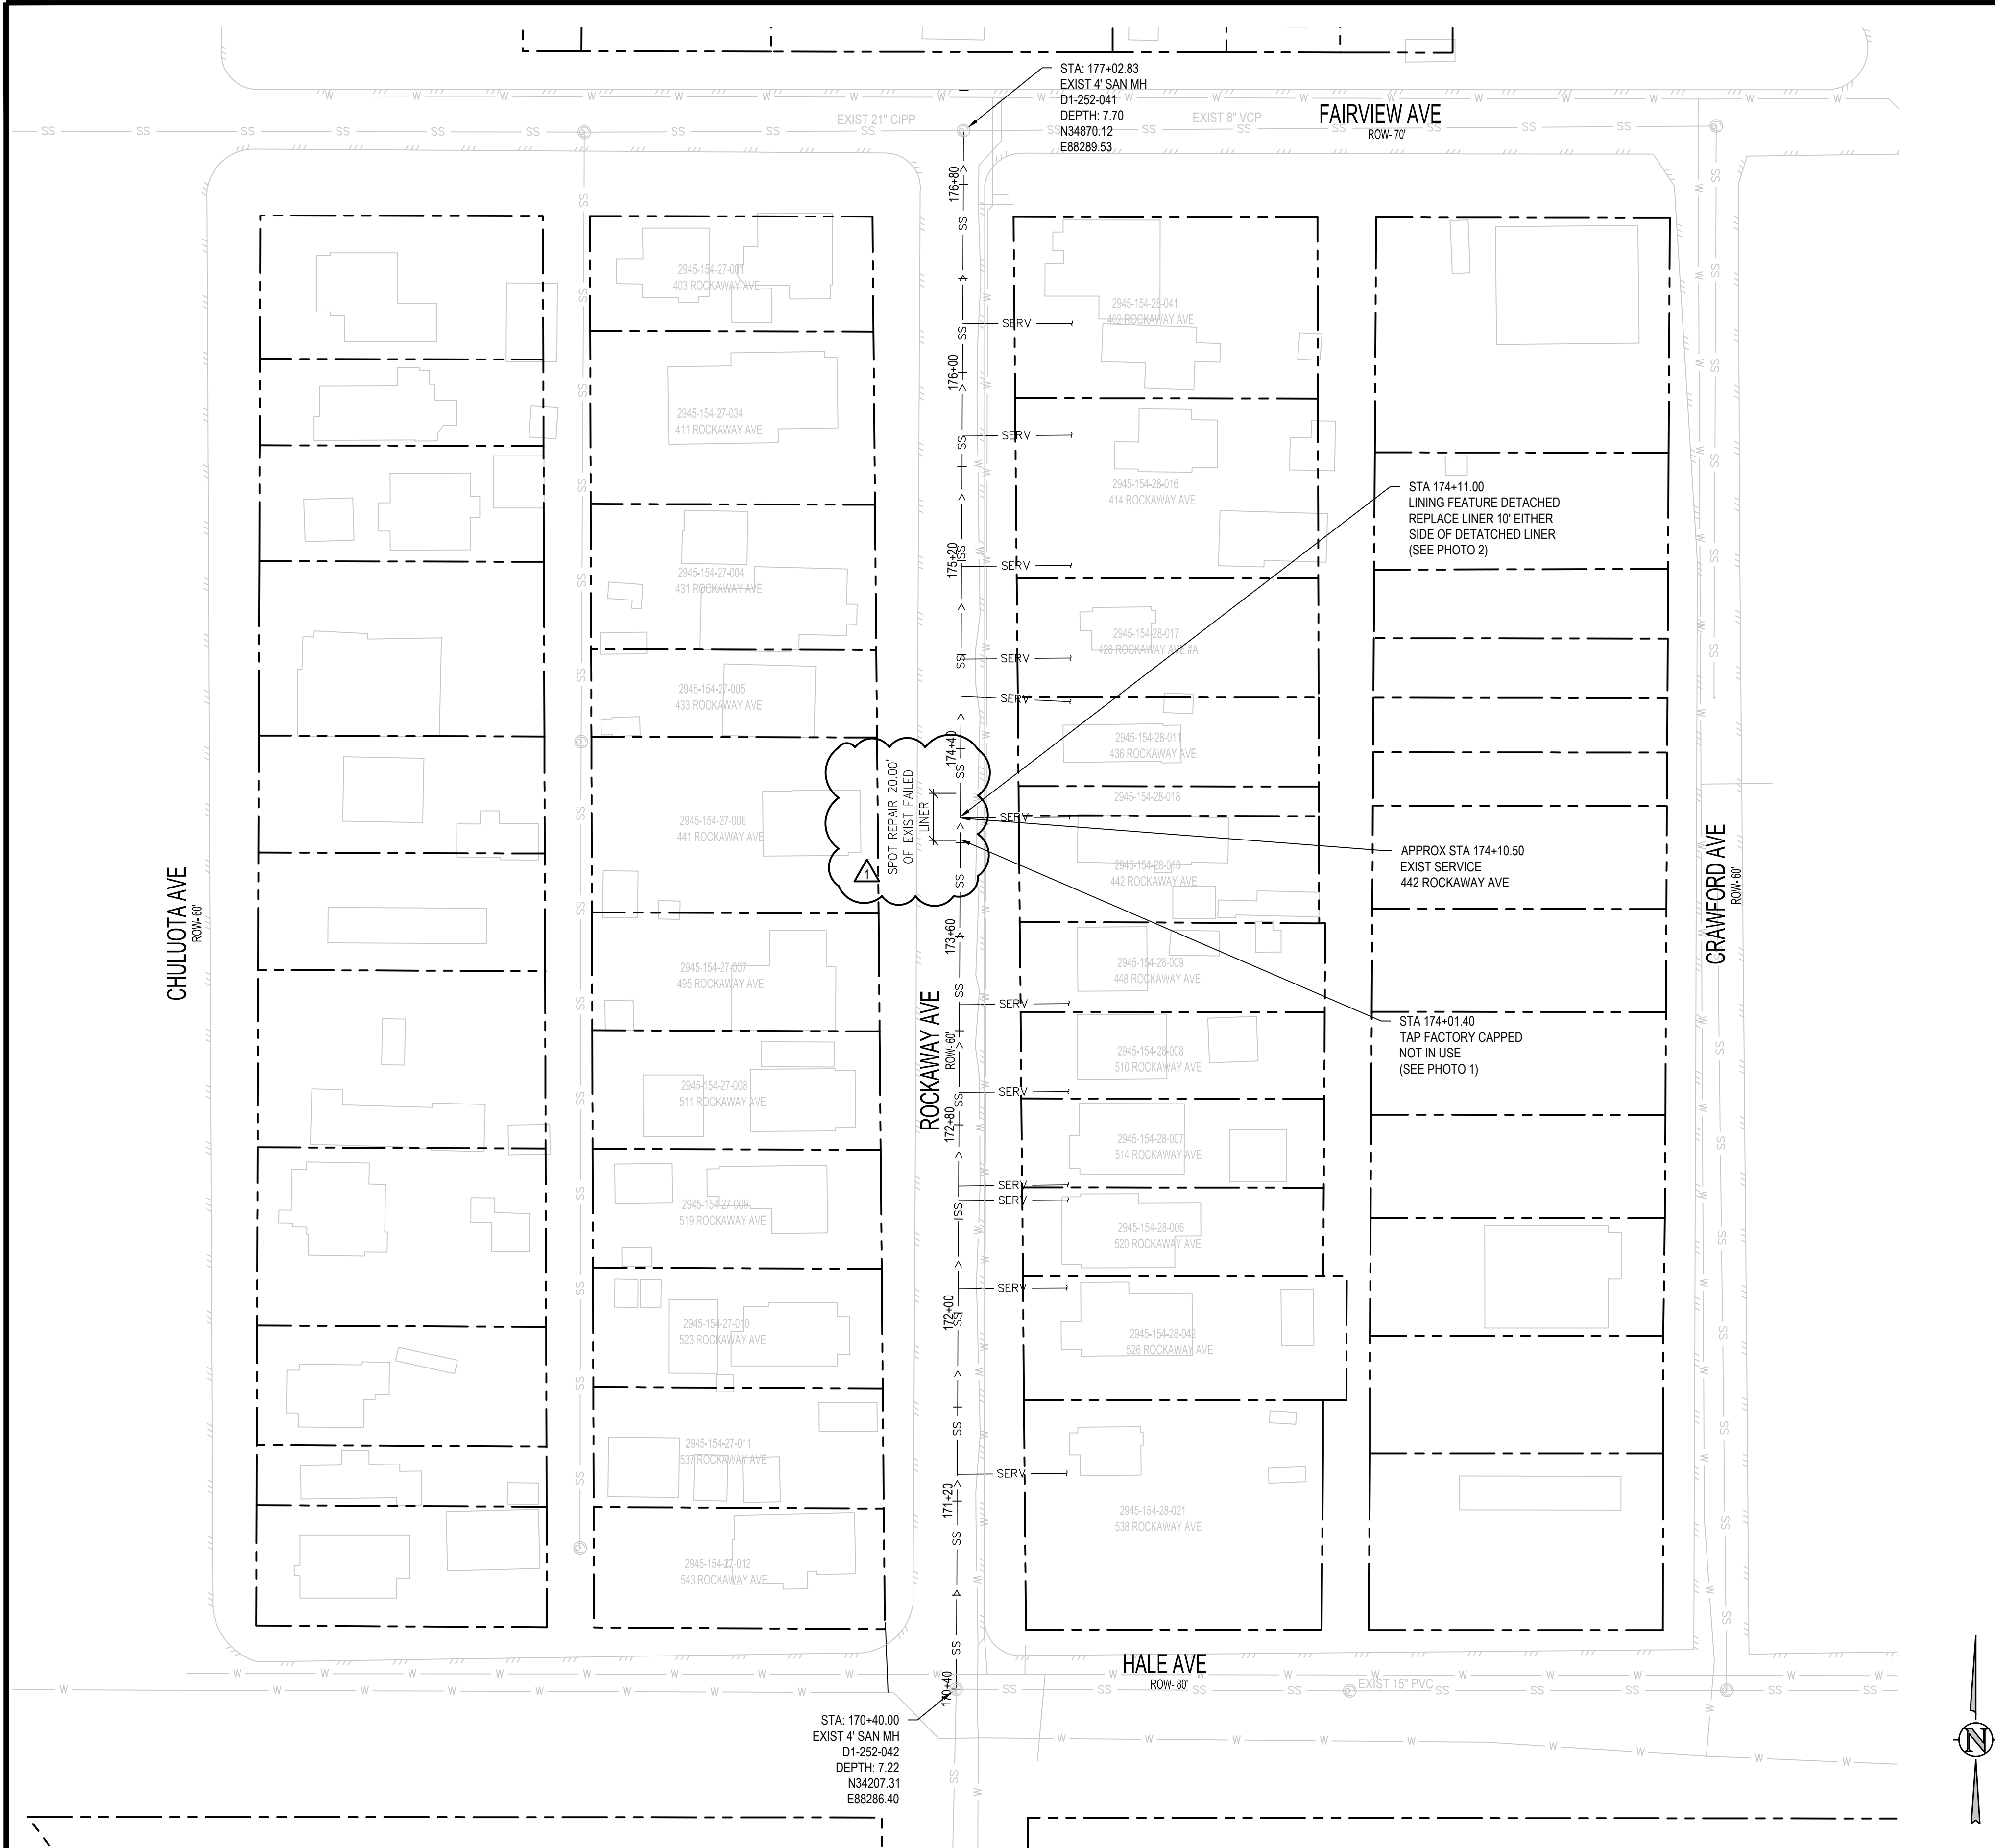 STA: 177+02.83
EXIST 4' SAN MH
D1-252-041
DEPTH: 7.70
N34870.12
E88289.53
FAIRVIEW AVE
ROW- 70'
EXIST 21" CIPP
EXIST 8" VCP
176+80
2945-154-27-001
403 ROCKAWAY AVE
2945-154-28-041
402 ROCKAWAY AVE
SERV
176+00
2945-154-27-034
411 ROCKAWAY AVE
SERV
2945-154-28-016
414 ROCKAWAY AVE
STA 174+11.00
LINING FEATURE DETACHED
REPLACE LINER 10' EITHER
SIDE OF DETATCHED LINER
(SEE PHOTO 2)
175+20
SERV
2945-154-27-004
431 ROCKAWAY AVE
2945-154-28-017
428 ROCKAWAY AVE #A
SERV
2945-154-27-005
433 ROCKAWAY AVE
SERV
174+40
2945-154-28-011
436 ROCKAWAY AVE
SPOT REPAIR 20.00'
OF EXIST FAILED
LINER
1
2945-154-28-018
SERV
2945-154-27-006
441 ROCKAWAY AVE
2945-154-28-010
442 ROCKAWAY AVE
APPROX STA 174+10.50
EXIST SERVICE
442 ROCKAWAY AVE
CHULUOTA AVE
ROW- 60'
CRAWFORD AVE
ROW- 60'
173+60
2945-154-27-007
495 ROCKAWAY AVE
2945-154-28-009
448 ROCKAWAY AVE
SERV
STA 174+01.40
TAP FACTORY CAPPED
NOT IN USE
(SEE PHOTO 1)
ROCKAWAY AVE
ROW- 60'
2945-154-28-008
510 ROCKAWAY AVE
2945-154-27-008
511 ROCKAWAY AVE
SERV
172+80
2945-154-28-007
514 ROCKAWAY AVE
SERV
SERV
2945-154-27-009
519 ROCKAWAY AVE
2945-154-28-006
520 ROCKAWAY AVE
SERV
172+00
2945-154-27-010
523 ROCKAWAY AVE
2945-154-28-042
526 ROCKAWAY AVE
2945-154-27-011
537 ROCKAWAY AVE
SERV
171+20
2945-154-28-021
538 ROCKAWAY AVE
2945-154-27-012
543 ROCKAWAY AVE
HALE AVE
ROW- 80'
EXIST 15" PVC
170+40
STA: 170+40.00
EXIST 4' SAN MH
D1-252-042
DEPTH: 7.22
N34207.31
E88286.40
N